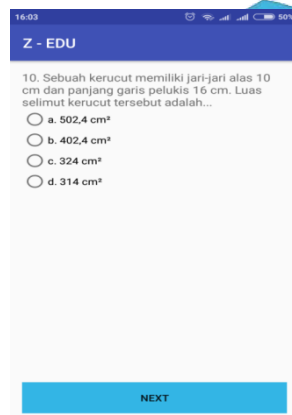 16:03 50%
Z - EDU
10. Sebuah kerucut memiliki jari-jari alas 10
cm dan panjang garis pelukis 16 cm. Luas
selimut kerucut tersebut adalah...
a. 502,4 cm²
b. 402,4 cm²
c. 324 cm²
d. 314 cm²
NEXT